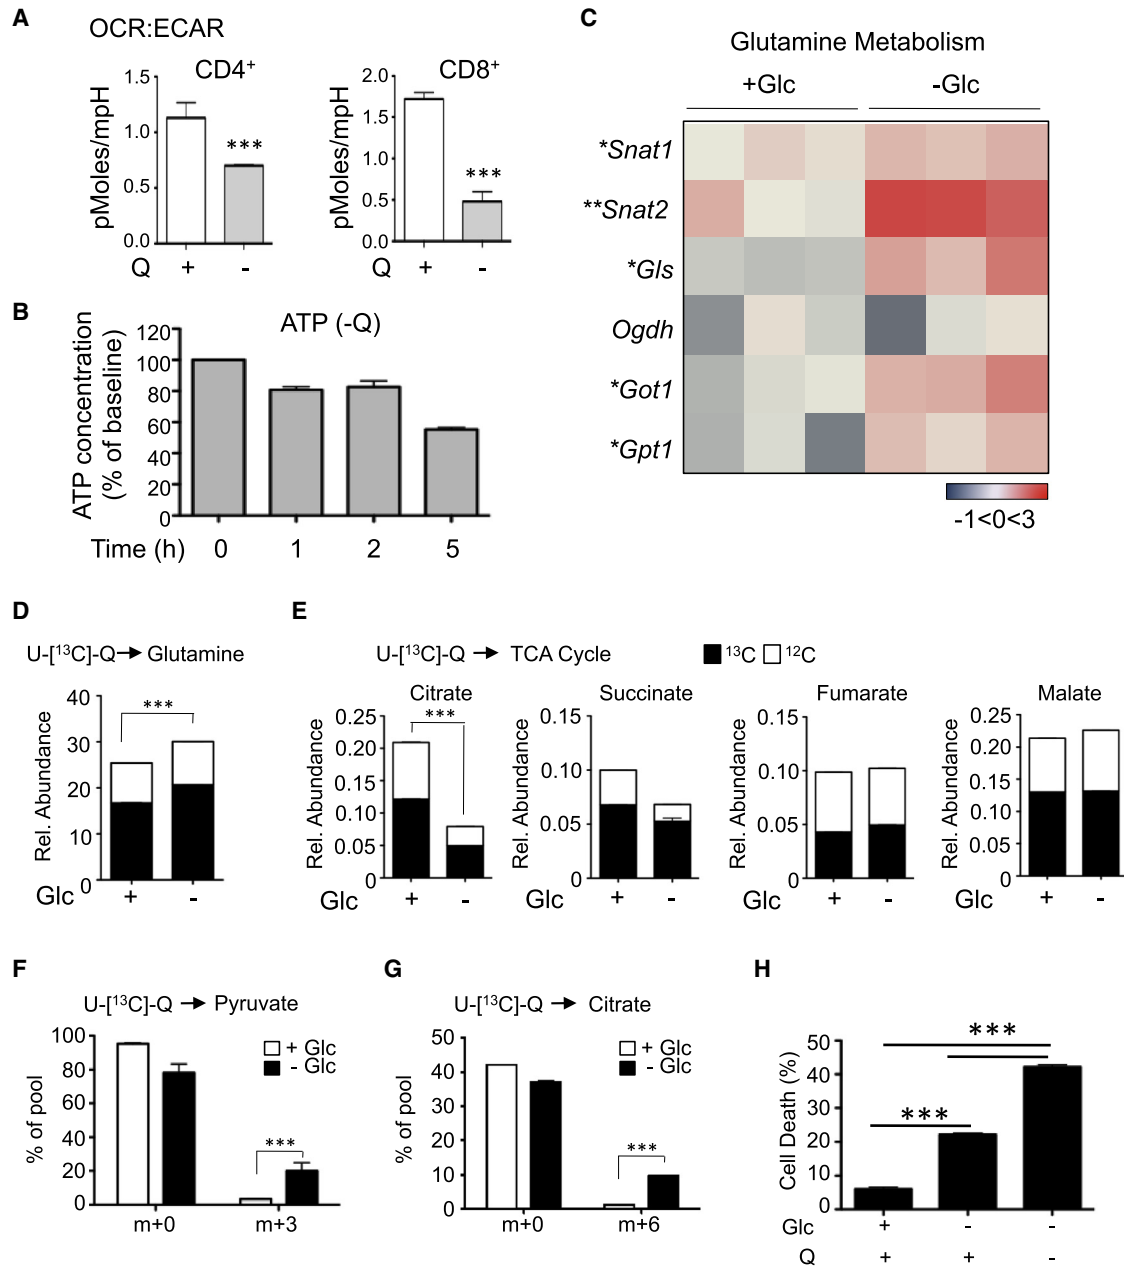 A
OCR:ECAR
CD4+
CD8+
pMoles/mpH
1.5
1.0
0.5
0.0
***
Q + -
pMoles/mpH
2.0
1.5
1.0
0.5
0.0
***
+ -
B
ATP (-Q)
ATP concentration
(% of baseline)
120
100
80
60
40
20
0
Time (h) 0 1 2 5
C
Glutamine Metabolism
+Glc -Glc
*Snat1
**Snat2
*Gls
Ogdh
*Got1
*Gpt1
-1<0<3
D
U-[13C]-Q → Glutamine
Rel. Abundance
40
30
20
10
0
***
Glc + -
E
U-[13C]-Q → TCA Cycle
13C 12C
Citrate
Rel. Abundance
0.25
0.20
0.15
0.10
0.05
0
***
Glc + -
Succinate
Rel. Abundance
0.15
0.10
0.05
0
Glc + -
Fumarate
Rel. Abundance
0.15
0.10
0.05
0
Glc + -
Malate
Rel. Abundance
0.25
0.20
0.15
0.10
0.05
0
Glc + -
F
U-[13C]-Q → Pyruvate
% of pool
100
80
60
40
20
0
+ Glc
- Glc
***
m+0 m+3
G
U-[13C]-Q → Citrate
% of pool
50
40
30
20
10
0
+ Glc
- Glc
***
m+0 m+6
H
Cell Death (%)
50
40
30
20
10
0
***
***
Glc + - -
Q + + -